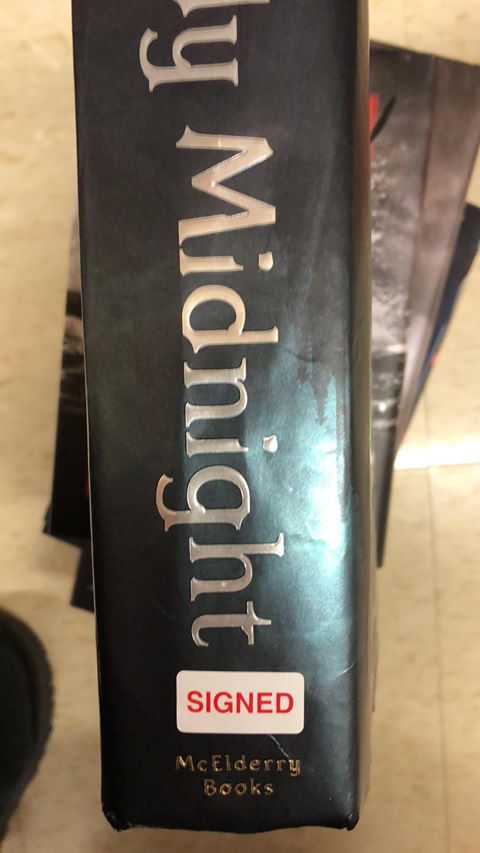 y Midnight
SIGNED
McElderry
Books